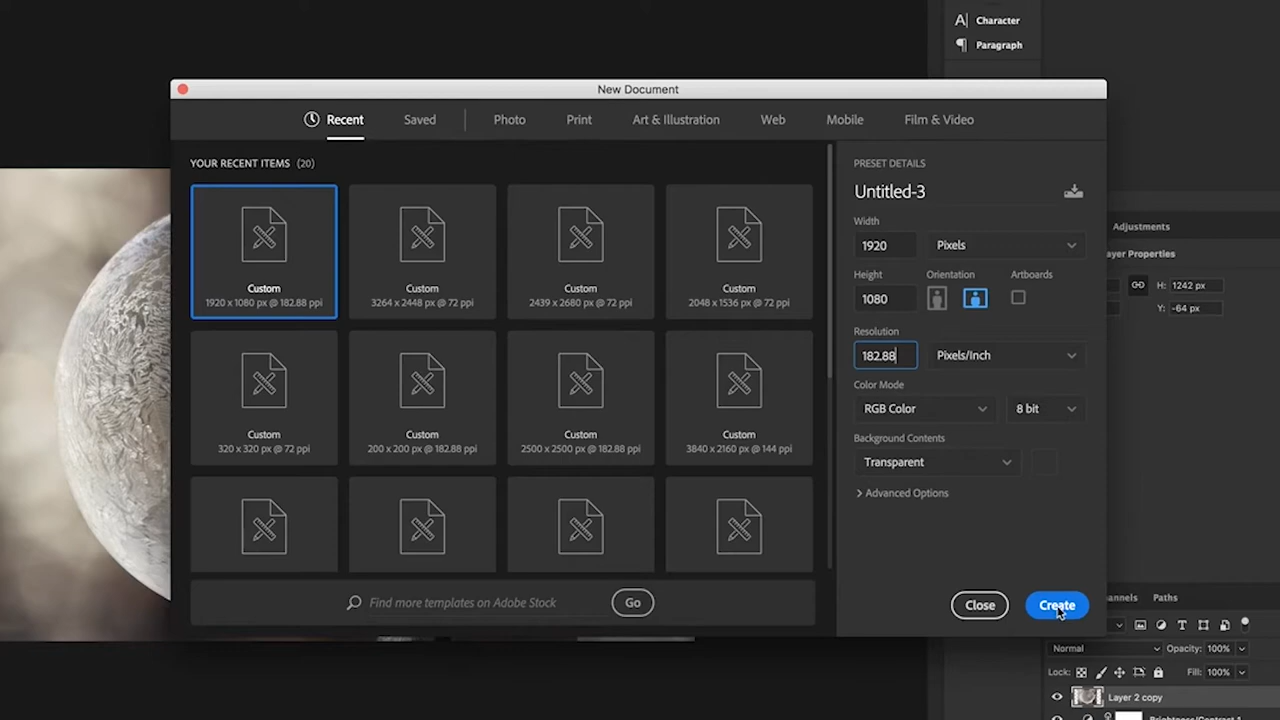 Character
Paragraph
New Document
Recent
Saved
Photo
Print
Art & Illustration
Web
Mobile
Film & Video
YOUR RECENT ITEMS (20)
Custom
1920 x 1080 px @ 182.88 ppi
Custom
3264 x 2448 px @ 72 ppi
Custom
2439 x 2680 px @ 72 ppi
Custom
2048 x 1536 px @ 72 ppi
Custom
320 x 320 px @ 72 ppi
Custom
200 x 200 px @ 182.88 ppi
Custom
2500 x 2500 px @ 182.88 ppi
Custom
3840 x 2160 px @ 144 ppi
Find more templates on Adobe Stock
Go
PRESET DETAILS
Untitled-3
Width
1920
Pixels
Height
Orientation
Artboards
1080
Resolution
182.88
Pixels/Inch
Color Mode
RGB Color
8 bit
Background Contents
Transparent
Advanced Options
Close
Create
Adjustments
ayer Properties
H: 1242 px
Y: -64 px
annels
Paths
Normal
Opacity: 100%
Lock:
Fill: 100%
Layer 2 copy